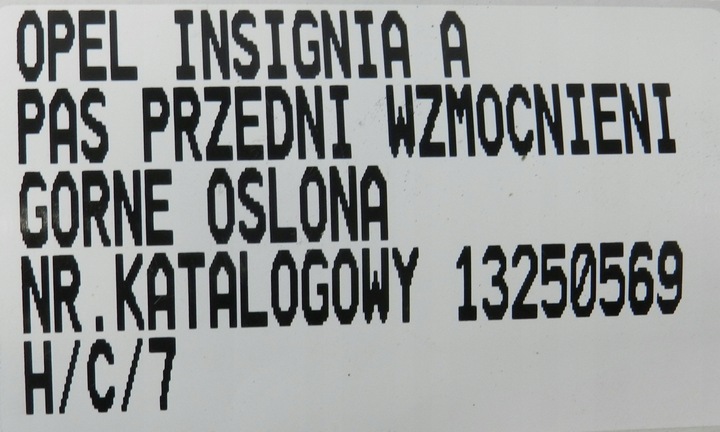 OPEL INSIGNIA A
PAS PRZEDNI WZMOCNIENI
GORNE OSLONA
NR.KATALOGOWY 13250569
H/C/7